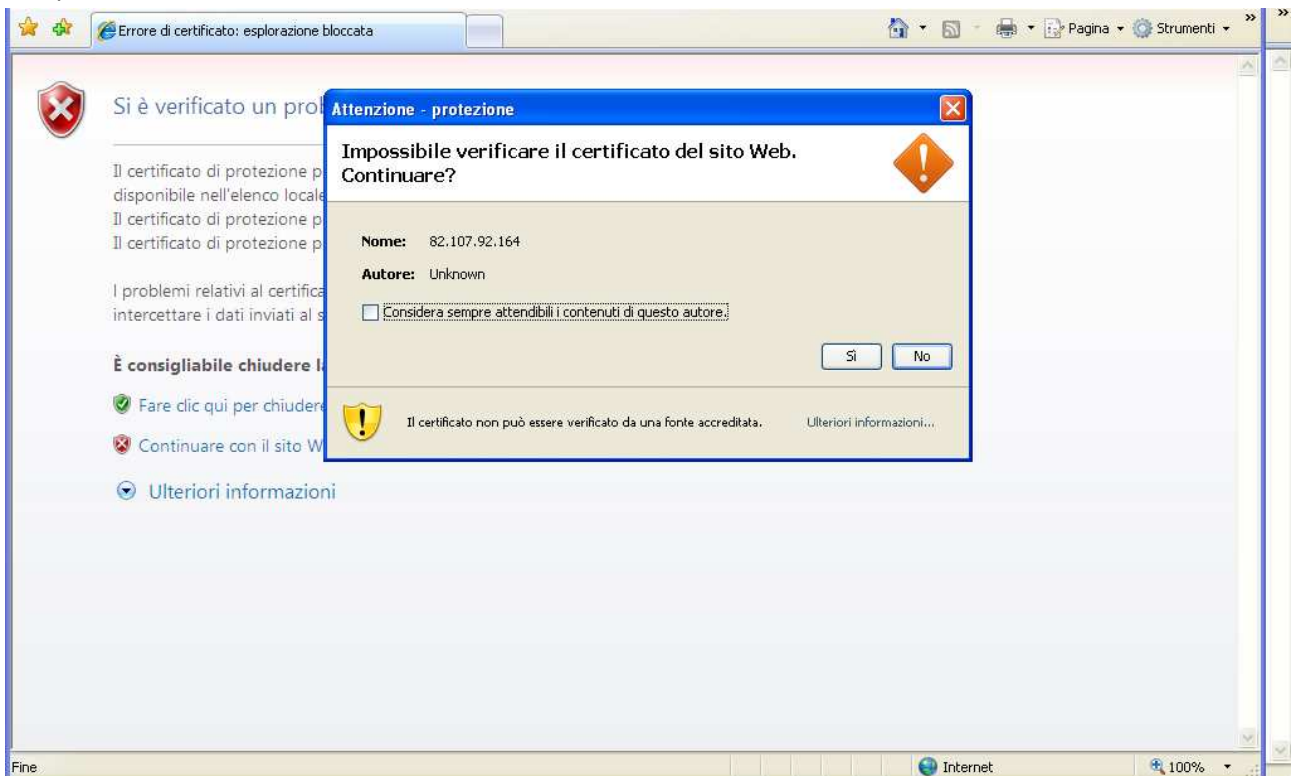 Errore di certificato: esplorazione bloccata
Pagina
Strumenti
»
»
Si è verificato un
Il certificato di protezione
disponibile nell'elenco locale
Il certificato di protezione
Il certificato di protezione
I problemi relativi al
intercettare i dati inviati al
È consigliabile chiudere
Fare clic qui per
Continuare con il sito
Ulteriori informazioni
Attenzione - protezione
Impossibile verificare il certificato del sito Web.
Continuare?
Nome: 82.107.92.164
Autore: Unknown
Considera sempre attendibili i contenuti di questo autore.
Sì
No
Il certificato non può essere verificato da una fonte accreditata.
Ulteriori informazioni...
Fine
Internet
100%